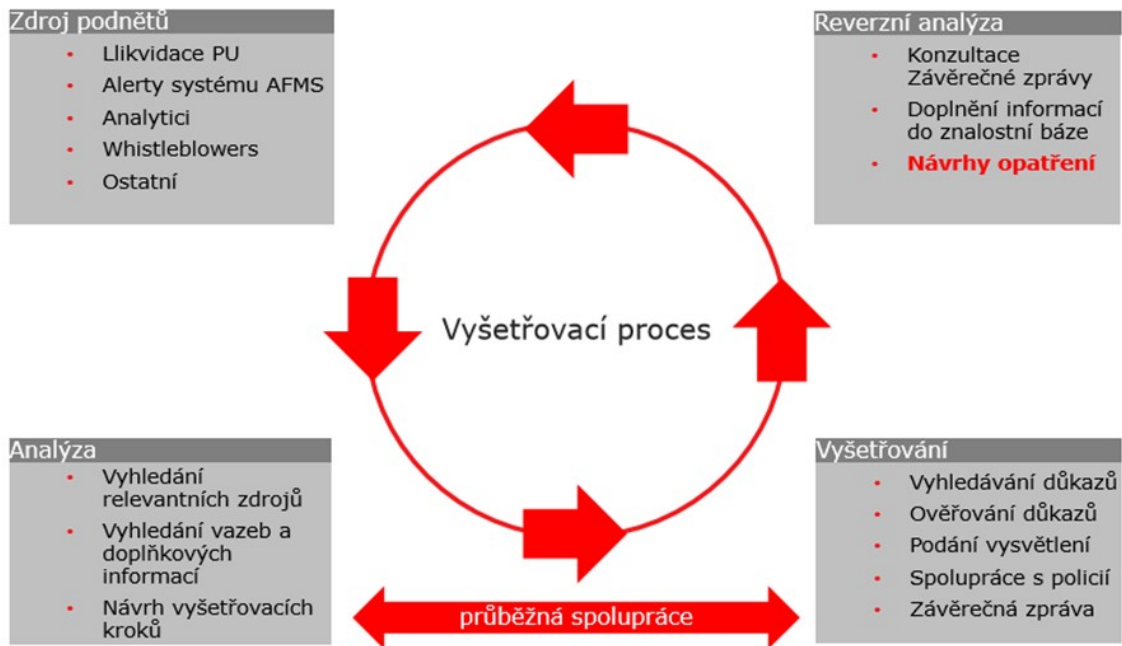 Zdroj podnětů
• Llikvidace PU
• Alerty systému AFMS
• Analytici
• Whistleblowers
• Ostatní
Reverzní analýza
• Konzultace
Závěrečné zprávy
• Doplnění informací
do znalostní báze
• Návrhy opatření
Vyšetřovací proces
Analýza
• Vyhledání
relevantních zdrojů
• Vyhledání vazeb a
doplňkových
informací
• Návrh vyšetřovacích
kroků
průběžná spolupráce
Vyšetřování
• Vyhledávání důkazů
• Ověřování důkazů
• Podání vysvětlení
• Spolupráce s policií
• Závěrečná zpráva